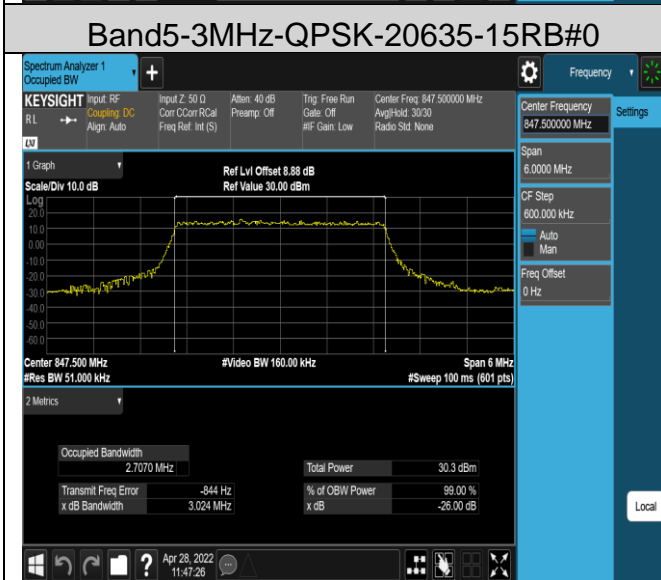 Band5-3MHz-QPSK-20635-15RB#0
Spectrum Analyzer 1
Occupied BW
Frequency
KEYSIGHT
RL
Input: RF
Coupling: DC
Align: Auto
Input Z: 50 Ω
Corr CCorr RCal
Freq Ref: Int (S)
Atten: 40 dB
Preamp: Off
Trig: Free Run
Gate: Off
#IF Gain: Low
Center Freq: 847.500000 MHz
Avg|Hold: 30/30
Radio Std: None
Center Frequency
847.500000 MHz
Settings
Span
6.0000 MHz
CF Step
600.000 kHz
Auto
Man
Freq Offset
0 Hz
Local
1 Graph
Scale/Div 10.0 dB
Ref Lvl Offset 8.88 dB
Ref Value 30.00 dBm
Log
20.0
10.0
0.00
-10.0
-20.0
-30.0
-40.0
-50.0
-60.0
Center 847.500 MHz
#Video BW 160.00 kHz
Span 6 MHz
#Res BW 51.000 kHz
#Sweep 100 ms (601 pts)
2 Metrics
Occupied Bandwidth
2.7070 MHz
Total Power 30.3 dBm
Transmit Freq Error -844 Hz
% of OBW Power 99.00 %
x dB Bandwidth 3.024 MHz
x dB -26.00 dB
Apr 28, 2022
11:47:26